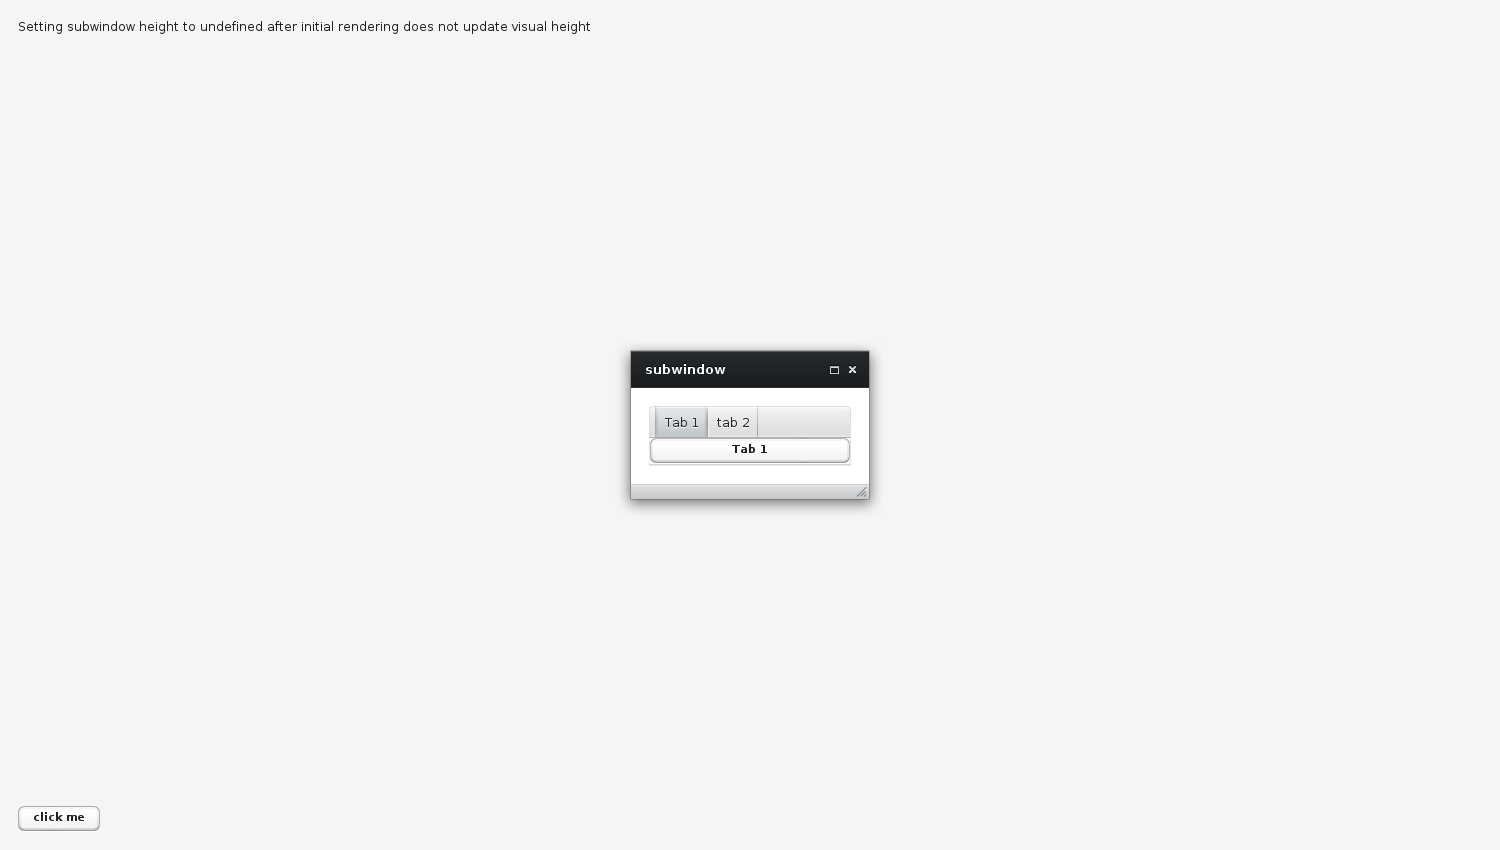 Setting subwindow height to undefined after initial rendering does not update visual height
subwindow
Tab 1 tab 2
Tab 1
click me